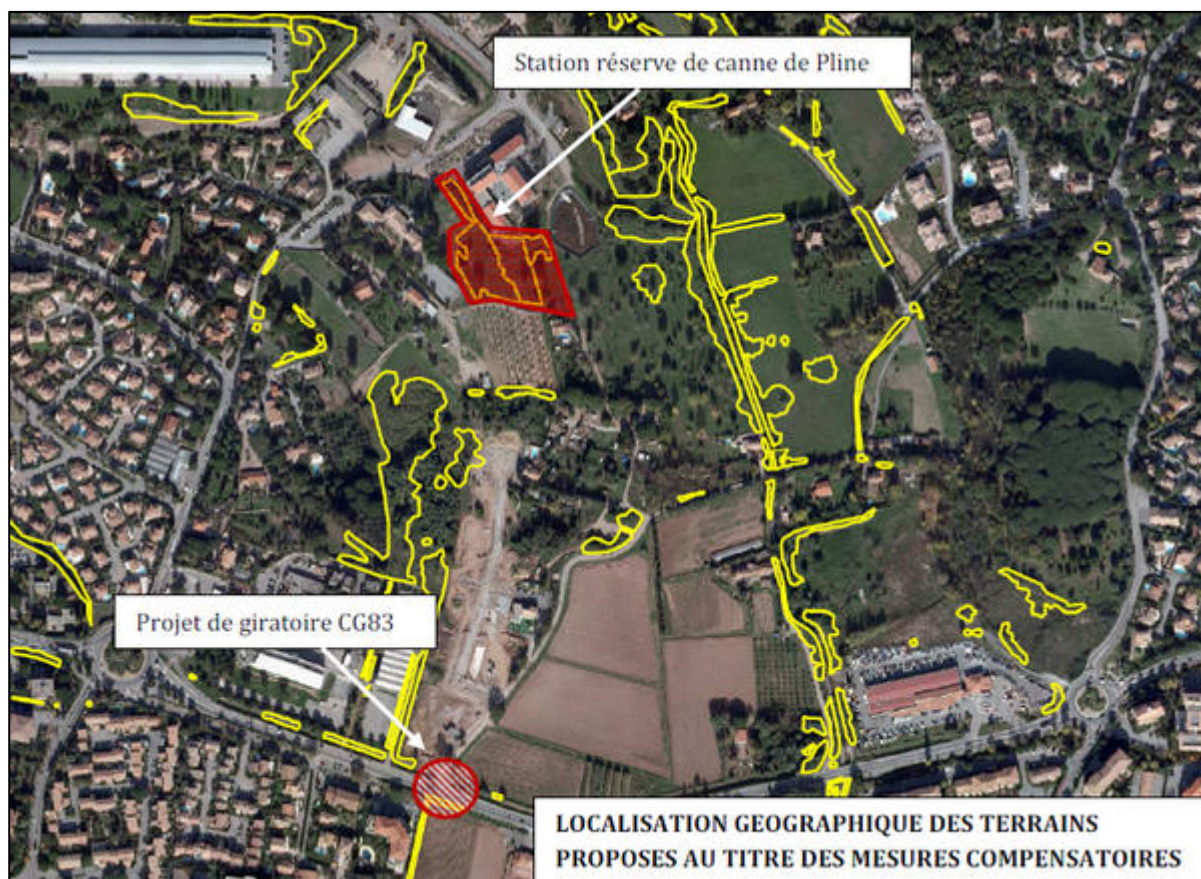 Station réserve de canne de Pline
Projet de giratoire CG83
LOCALISATION GEOGRAPHIQUE DES TERRAINS
PROPOSES AU TITRE DES MESURES COMPENSATOIRES